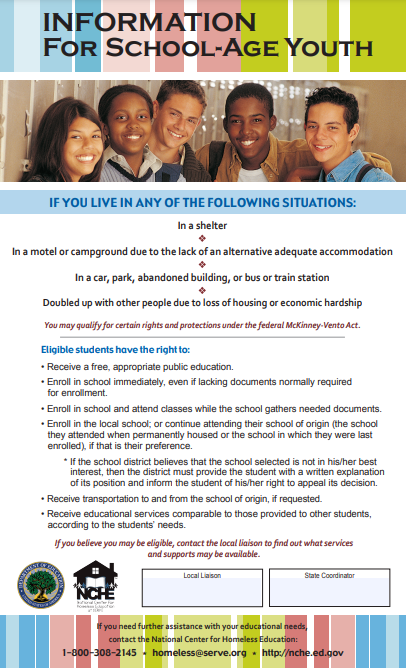 INFORMATION
FOR SCHOOL-AGE YOUTH
IF YOU LIVE IN ANY OF THE FOLLOWING SITUATIONS:
In a shelter
In a motel or campground due to the lack of an alternative adequate accommodation
In a car, park, abandoned building, or bus or train station
Doubled up with other people due to loss of housing or economic hardship
You may qualify for certain rights and protections under the federal McKinney-Vento Act.
Eligible students have the right to:
• Receive a free, appropriate public education.
• Enroll in school immediately, even if lacking documents normally required
for enrollment.
• Enroll in school and attend classes while the school gathers needed documents.
• Enroll in the local school; or continue attending their school of origin (the school
they attended when permanently housed or the school in which they were last
enrolled), if that is their preference.
* If the school district believes that the school selected is not in his/her best
interest, then the district must provide the student with a written explanation
of its position and inform the student of his/her right to appeal its decision.
• Receive transportation to and from the school of origin, if requested.
• Receive educational services comparable to those provided to other students,
according to the students' needs.
If you believe you may be eligible, contact the local liaison to find out what services
and supports may be available.
NCHE
National Center for
Homeless Education
Local Liaison
State Coordinator
If you need further assistance with your educational needs,
contact the National Center for Homeless Education:
1-800-308-2145 * homeless@serve.org * http://nche.ed.gov